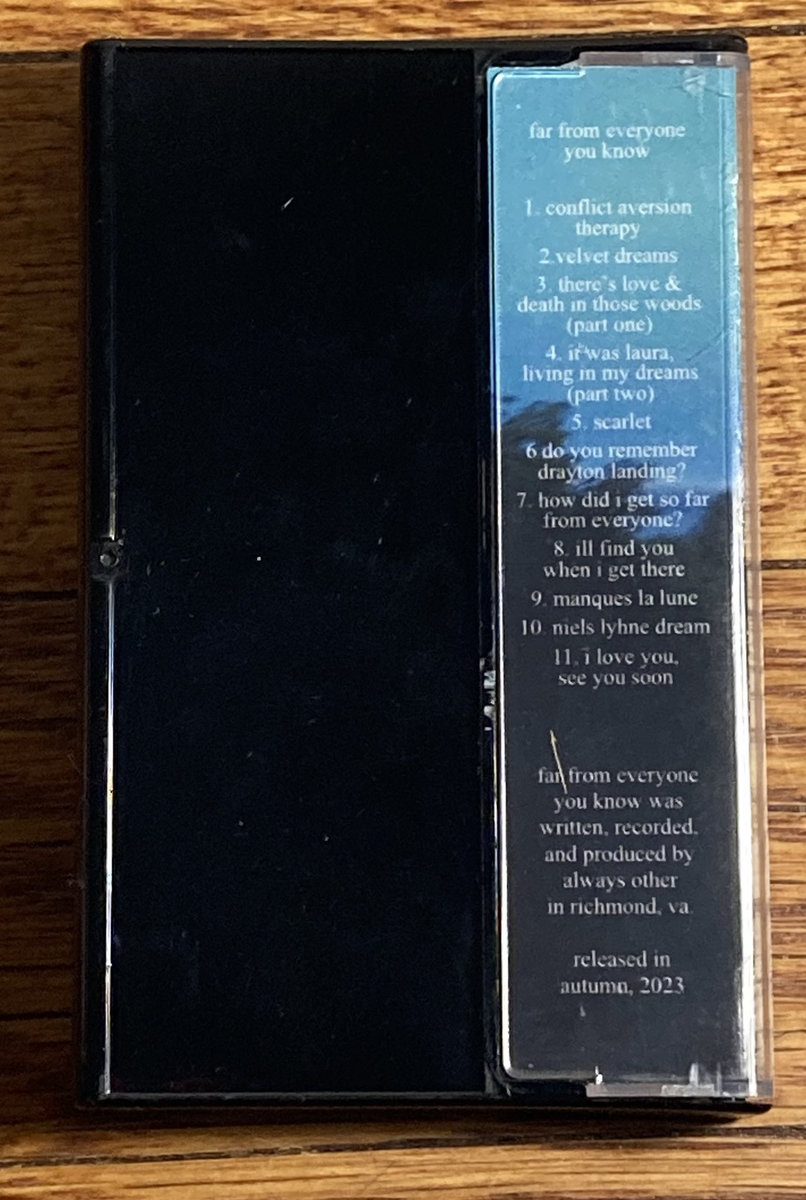 far from everyone
you know
1. conflict aversion
therapy
2.velvet dreams
3. there's love &
death in those woods
(part one)
4. it was laura,
living in my dreams
(part two)
5. scarlet
6 do you remember
drayton landing?
7. how did i get so far
from everyone?
8. ill find you
when i get there
9. manques la lune
10. niels lyhne dream
11. i love you,
see you soon
far from everyone
you know was
written, recorded,
and produced by
always other
in richmond, va.
released in
autumn, 2023